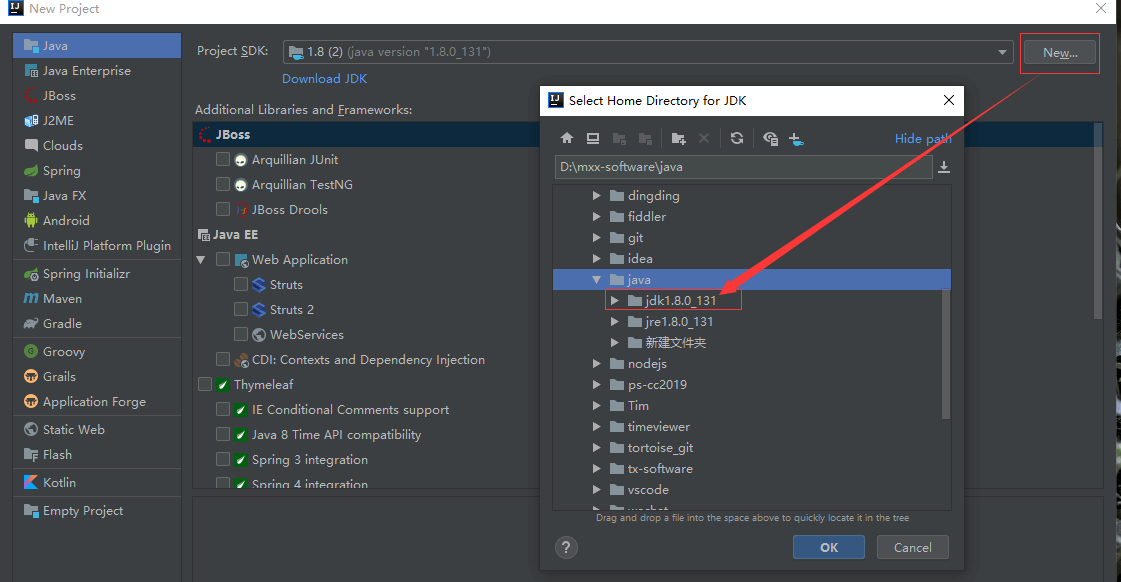 New Project
Java
Java Enterprise
JBoss
J2ME
Clouds
Spring
Java FX
Android
IntelliJ Platform Plugin
Spring Initializr
Maven
Gradle
Groovy
Grails
Application Forge
Static Web
Flash
Kotlin
Empty Project
Project SDK: 1.8 (2) (java version "1.8.0_131") New...
Download JDK
Additional Libraries and Frameworks:
JBoss
Arquillian JUnit
Arquillian TestNG
JBoss Drools
Java EE
Web Application
Struts
Struts 2
WebServices
CDI: Contexts and Dependency Injection
Thymeleaf
IE Conditional Comments support
Java 8 Time API compatibility
Spring 3 integration
Spring 4 integration
Select Home Directory for JDK
Hide path
D:\mxx-software\java
dingding
fiddler
git
idea
java
jdk1.8.0_131
jre1.8.0_131
新建文件夹
nodejs
ps-cc2019
Tim
timeviewer
tortoise_git
tx-software
vscode
Drag and drop a file into the space above to quickly locate it in the tree
? OK Cancel